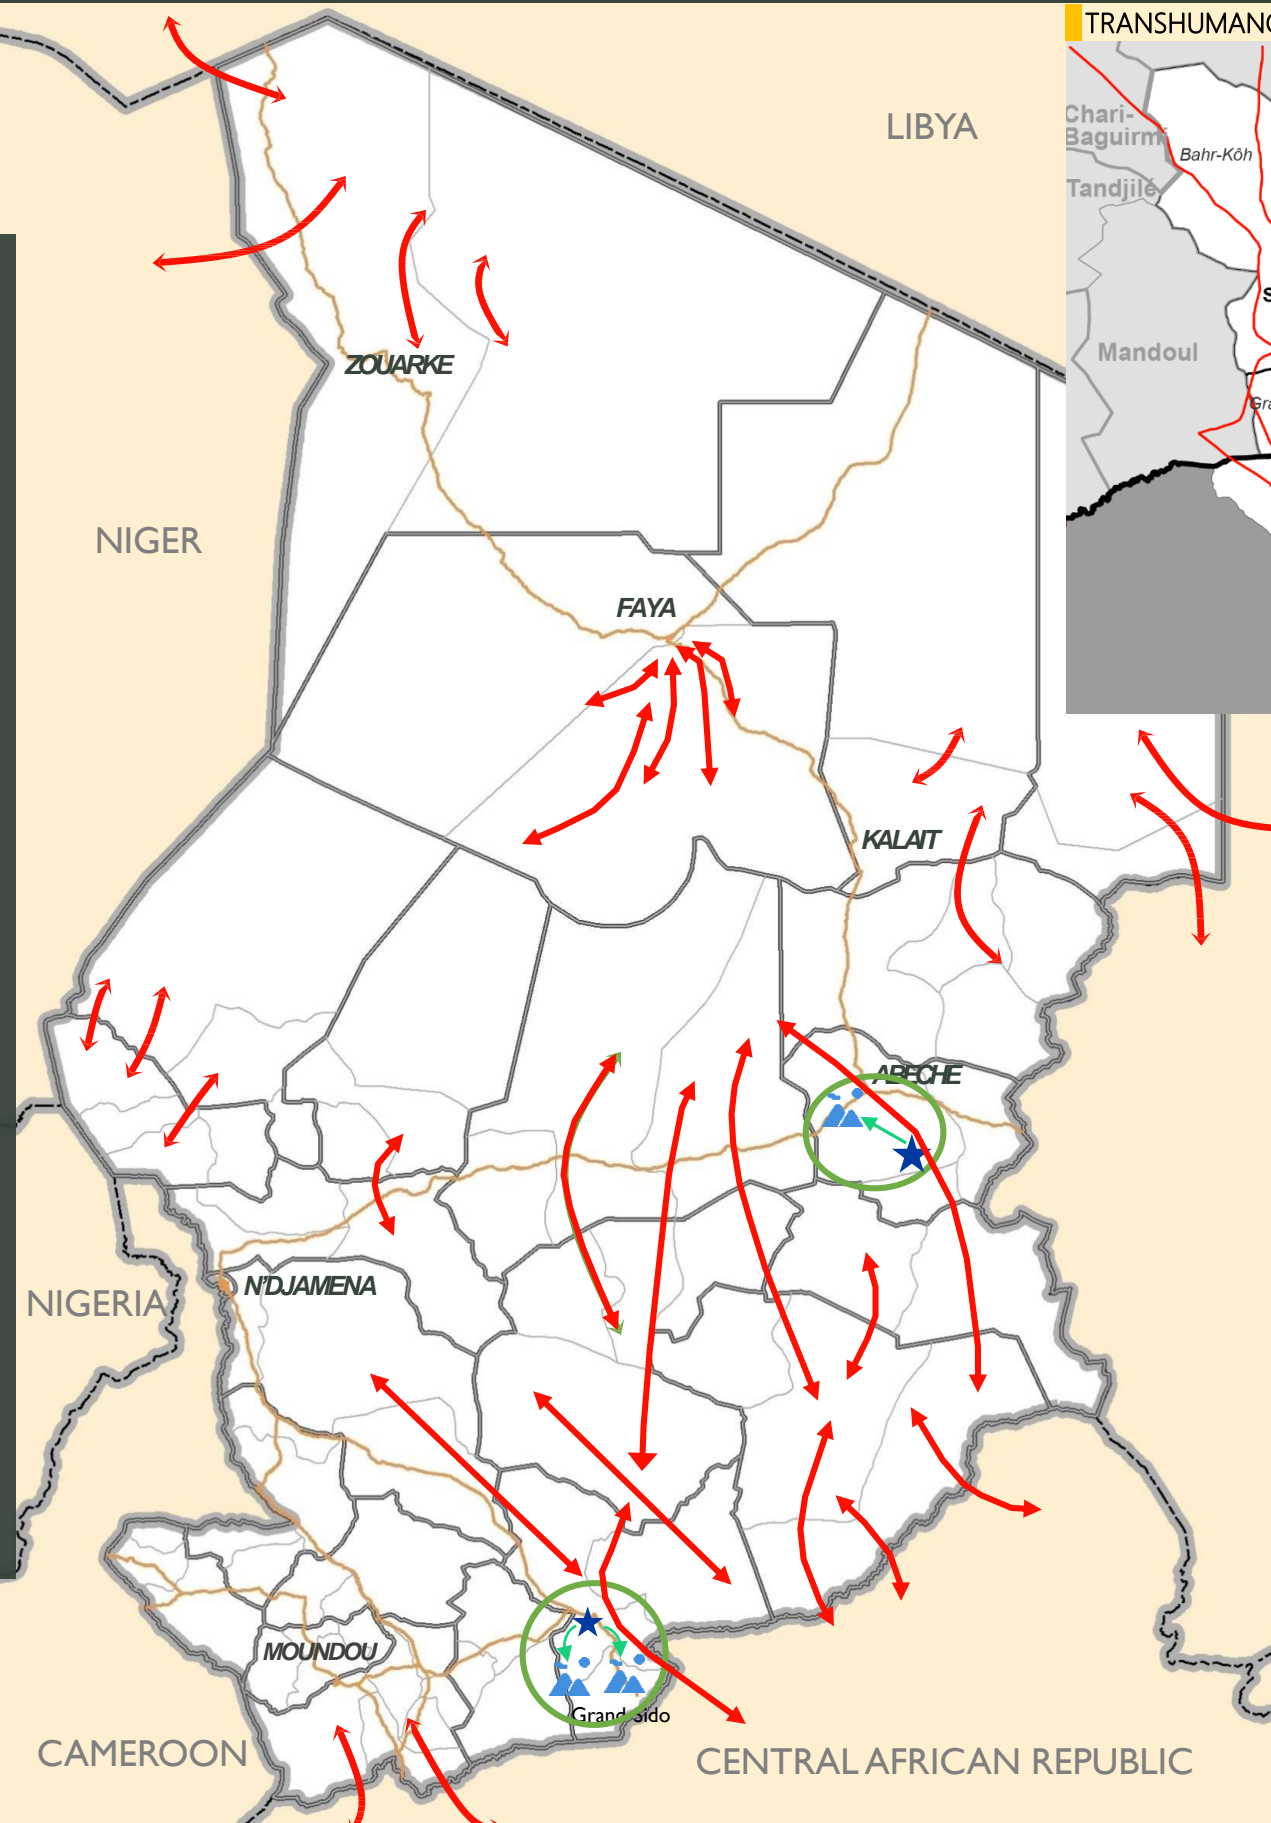 TRANSHUMANC
LIBYA
Chari-
Baguirmi
Bahr-Kôh
Tandjilé
S
Mandoul
Gra
ZOUARKE
NIGER
FAYA
KALAIT
ABECHE
N'DJAMENA
NIGERIA
MOUNDOU
Grand Sido
CAMEROON
CENTRAL AFRICAN REPUBLIC